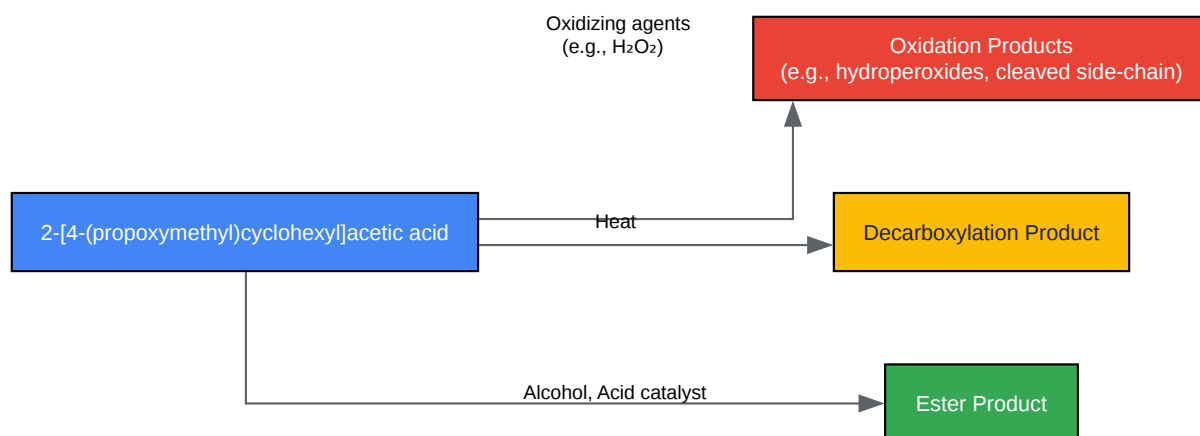 Oxidizing agents
(e.g., H₂O₂)
Oxidation Products
(e.g., hydroperoxides, cleaved side-chain)
2-[4-(propoxymethyl)cyclohexyl]acetic acid
Heat
Decarboxylation Product
Alcohol, Acid catalyst
Ester Product